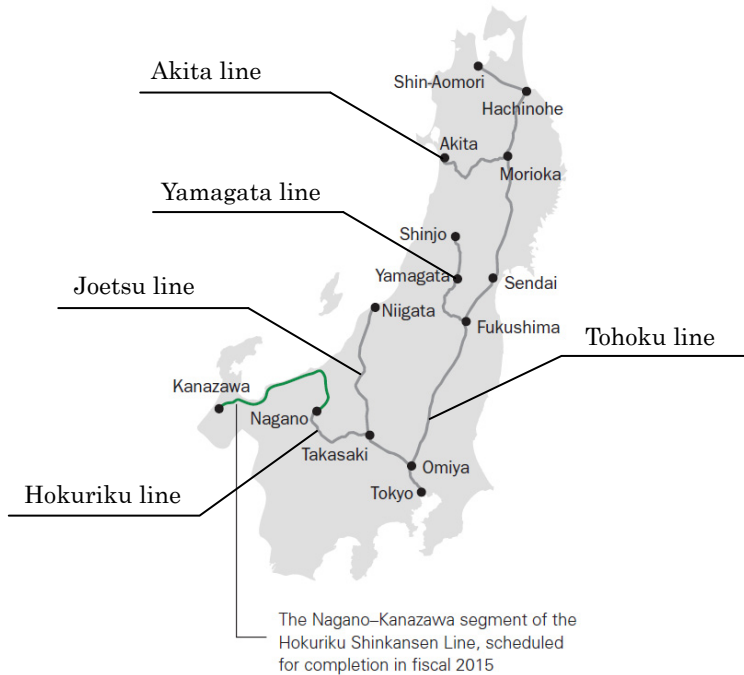 Akita line
Shin-Aomori
Hachinohe
Akita
Morioka
Yamagata line
Shinjo
Yamagata
Sendai
Joetsu line
Niigata
Fukushima
Tohoku line
Kanazawa
Nagano
Takasaki
Omiya
Hokuriku line
Tokyo
The Nagano–Kanazawa segment of the
Hokuriku Shinkansen Line, scheduled
for completion in fiscal 2015